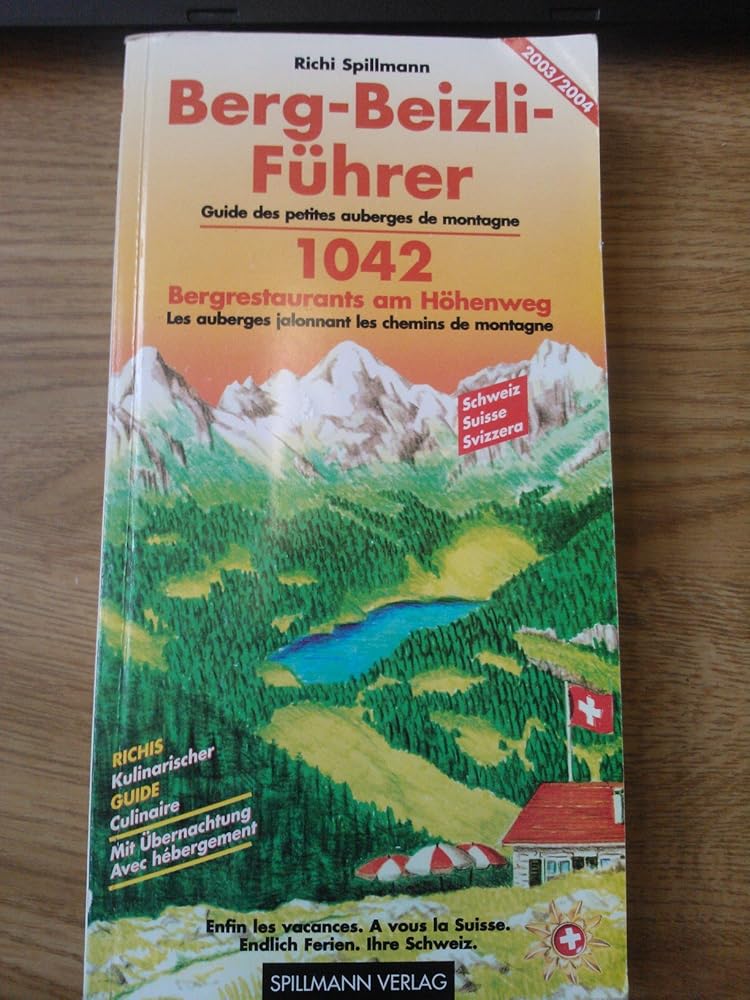 Richi Spillmann
2003/2004
Berg-Beizli-
Führer
Guide des petites auberges de montagne
1042
Bergrestaurants am Höhenweg
Les auberges jalonnant les chemins de montagne
Schweiz
Suisse
Svizzera
RICHIS
Kulinarischer
GUIDE
Culinaire
Mit Übernachtung
Avec hébergement
Enfin les vacances. A vous la Suisse.
Endlich Ferien. Ihre Schweiz.
SPILLMANN VERLAG